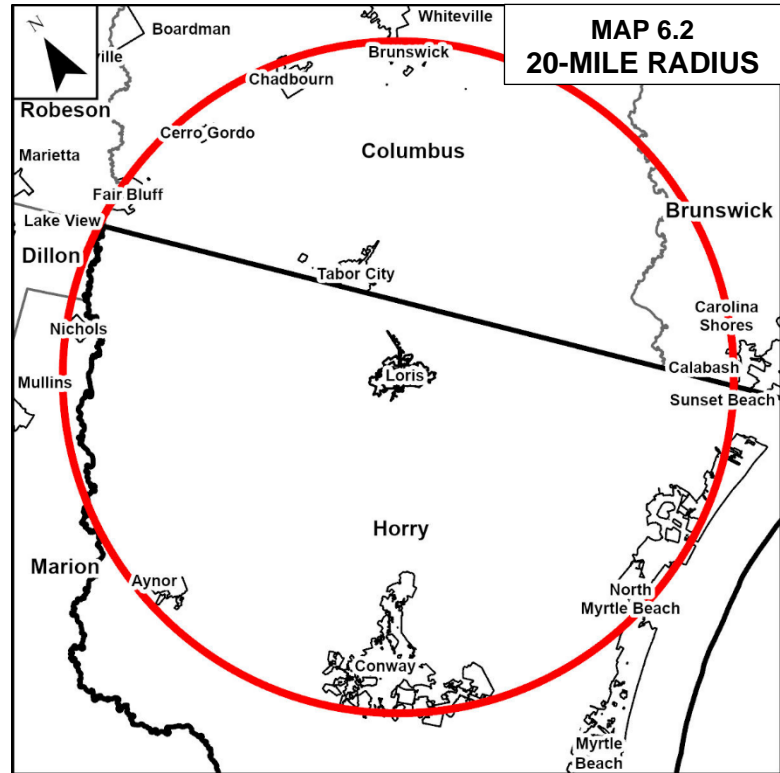 N
MAP 6.2
20-MILE RADIUS
Whiteville
Boardman
Brunswick
ville
Chadbourn
Robeson
Cerro Gordo
Columbus
Marietta
Fair Bluff
Lake View
Brunswick
Dillon
Tabor City
Carolina
Shores
Nichols
Calabash
Loris
Mullins
Sunset Beach
Horry
Marion
Aynor
North
Myrtle Beach
Conway
Myrtle
Beach